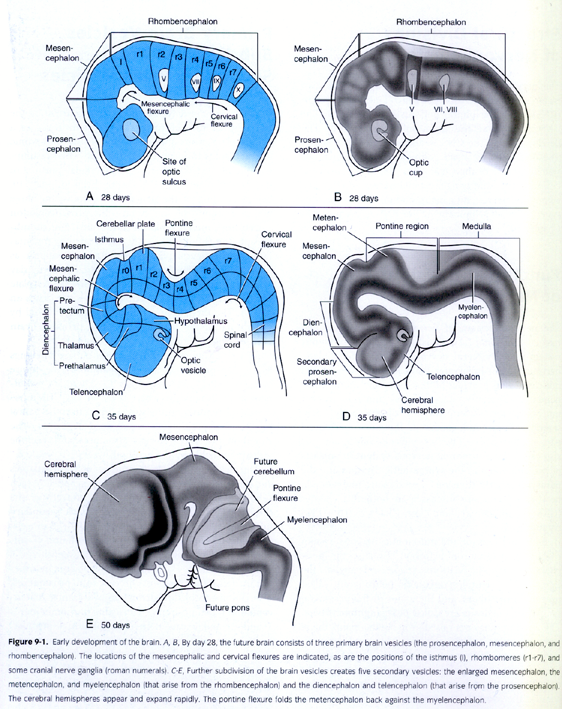 Rhombencephalon
Mesen-
cephalon
I r1 r2 r3 r4 r5 r6 r7
V VII IX X
Mesencephalic
flexure
Cervical
flexure
Prosen-
cephalon
Site of
optic
sulcus
A 28 days
Rhombencephalon
Mesen-
cephalon
V VII, VIII
Prosen-
cephalon
Optic
cup
B 28 days
Cerebellar plate
Pontine
flexure
Isthmus
Mesen-
cephalon
Cervical
flexure
r0 r1 r2 r3 r4 r5 r6 r7
Mesen-
cephalic
flexure
Diencephalon
Pre-
tectum
Hypothalamus
Thalamus
Spinal
cord
Prethalamus
Optic
vesicle
Telencephalon
C 35 days
Meten-
cephalon
Pontine region
Medulla
Mesen-
cephalon
Myelen-
cephalon
Dien-
cephalon
Secondary
prosen-
cephalon
Telencephalon
Cerebral
hemisphere
D 35 days
Mesencephalon
Cerebral
hemisphere
Future
cerebellum
Pontine
flexure
Myelencephalon
Future pons
E 50 days
Figure 9-1. Early development of the brain. A, B, By day 28, the future brain consists of three primary brain vesicles (the prosencephalon, mesencephalon, and
rhombencephalon). The locations of the mesencephalic and cervical flexures are indicated, as are the positions of the isthmus (i), rhombomeres (r1-r7), and
some cranial nerve ganglia (roman numerals). C-E, Further subdivision of the brain vesicles creates five secondary vesicles: the enlarged mesencephalon, the
metencephalon, and myelencephalon (that arise from the rhombencephalon) and the diencephalon and telencephalon (that arise from the prosencephalon).
The cerebral hemispheres appear and expand rapidly. The pontine flexure folds the metencephalon back against the myelencephalon.